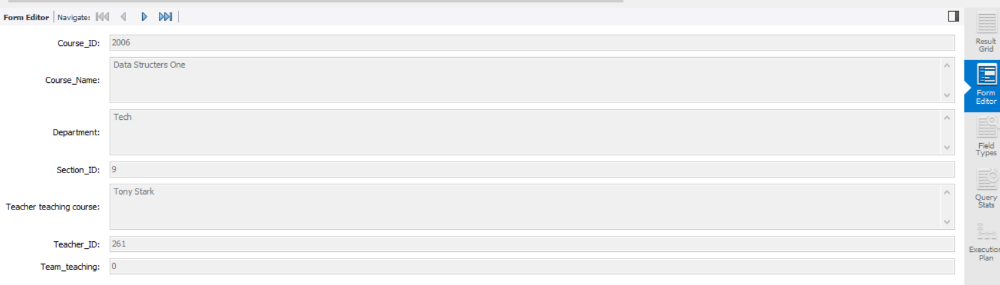 Form Editor Navigate:
Course_ID: 2006
Course_Name: Data Structers One
Department: Tech
Section_ID: 9
Teacher teaching course: Tony Stark
Teacher_ID: 261
Team_teaching: 0
Result
Grid
Form
Editor
Field
Types
Query
Stats
Execution
Plan